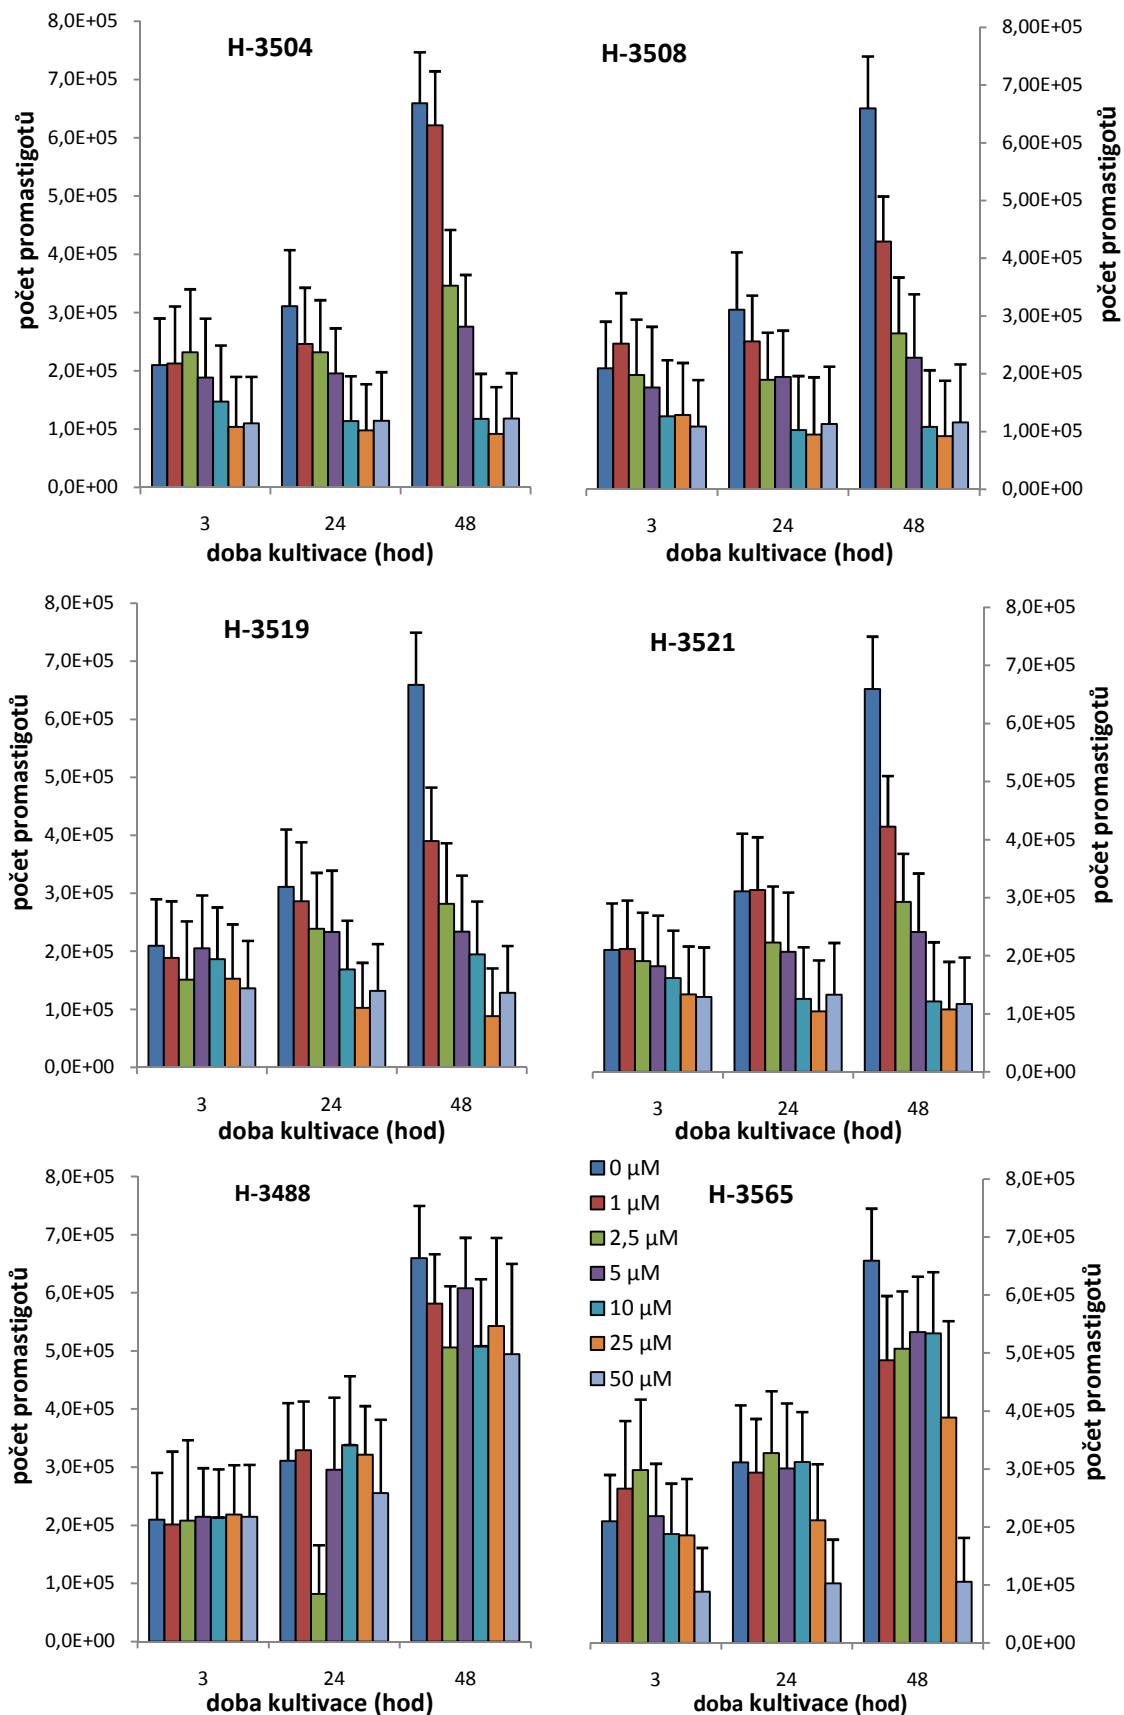 H-3504
počet promastigotů
8,0E+05
7,0E+05
6,0E+05
5,0E+05
4,0E+05
3,0E+05
2,0E+05
1,0E+05
0,0E+00
3
24
48
doba kultivace (hod)
H-3508
počet promastigotů
8,00E+05
7,00E+05
6,00E+05
5,00E+05
4,00E+05
3,00E+05
2,00E+05
1,00E+05
0,00E+00
3
24
48
doba kultivace (hod)
H-3519
počet promastigotů
8,0E+05
7,0E+05
6,0E+05
5,0E+05
4,0E+05
3,0E+05
2,0E+05
1,0E+05
0,0E+00
3
24
48
doba kultivace (hod)
H-3521
počet promastigotů
8,0E+05
7,0E+05
6,0E+05
5,0E+05
4,0E+05
3,0E+05
2,0E+05
1,0E+05
0,0E+00
3
24
48
doba kultivace (hod)
H-3488
počet promastigotů
8,0E+05
7,0E+05
6,0E+05
5,0E+05
4,0E+05
3,0E+05
2,0E+05
1,0E+05
0,0E+00
3
24
48
doba kultivace (hod)
0 µM
1 µM
2,5 µM
5 µM
10 µM
25 µM
50 µM
H-3565
počet promastigotů
8,0E+05
7,0E+05
6,0E+05
5,0E+05
4,0E+05
3,0E+05
2,0E+05
1,0E+05
0,0E+00
3
24
48
doba kultivace (hod)